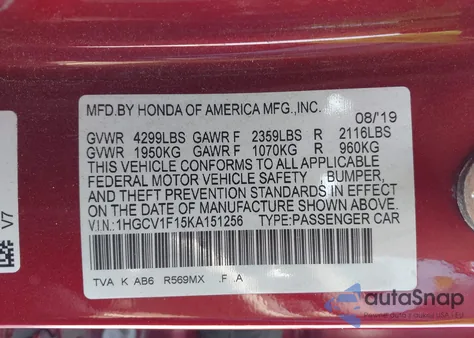 MFD.BY HONDA OF AMERICA MFG.,INC. 08/'19
GVWR 4299LBS GAWR F 2359LBS R 2116LBS
GVWR 1950KG GAWR F 1070KG R 960KG
THIS VEHICLE CONFORMS TO ALL APPLICABLE
FEDERAL MOTOR VEHICLE SAFETY , BUMPER,
AND THEFT PREVENTION STANDARDS IN EFFECT
ON THE DATE OF MANUFACTURE SHOWN ABOVE.
V.I.N.:1HGCV1F15KA151256 TYPE:PASSENGER CAR
TVA K AB6 R569MX .F .A
V7
autoSnap